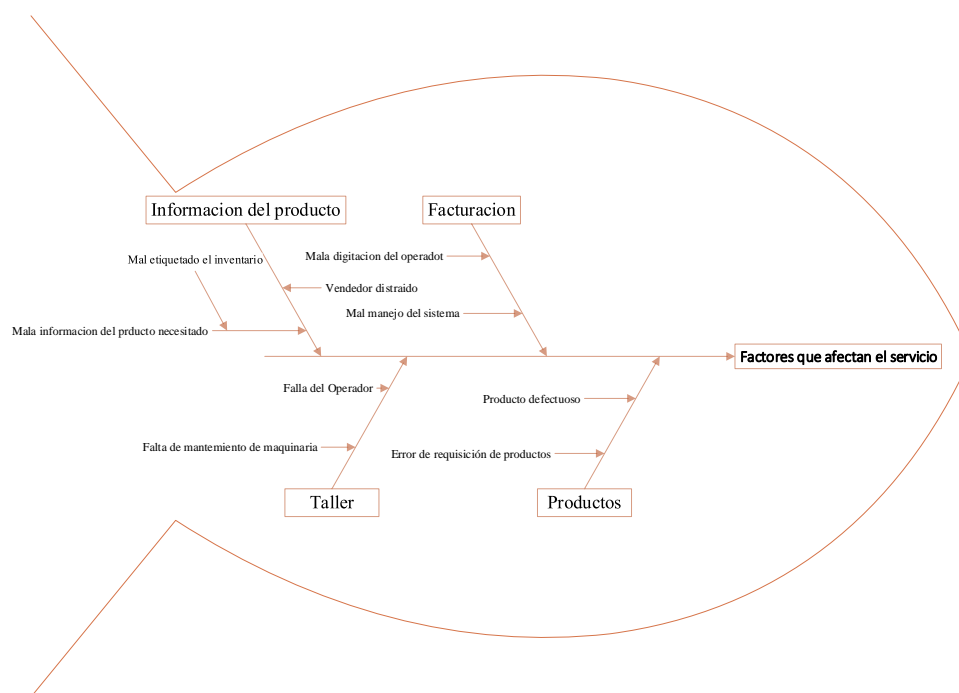 Informacion del producto
Facturacion
Mal etiquetado el inventario
Mala digitacion del operadot
Vendedor distraido
Mal manejo del sistema
Mala informacion del prducto necesitado
Factores que afectan el servicio
Falla del Operador
Producto defectuoso
Falta de mantemiento de maquinaria
Error de requisición de productos
Taller
Productos